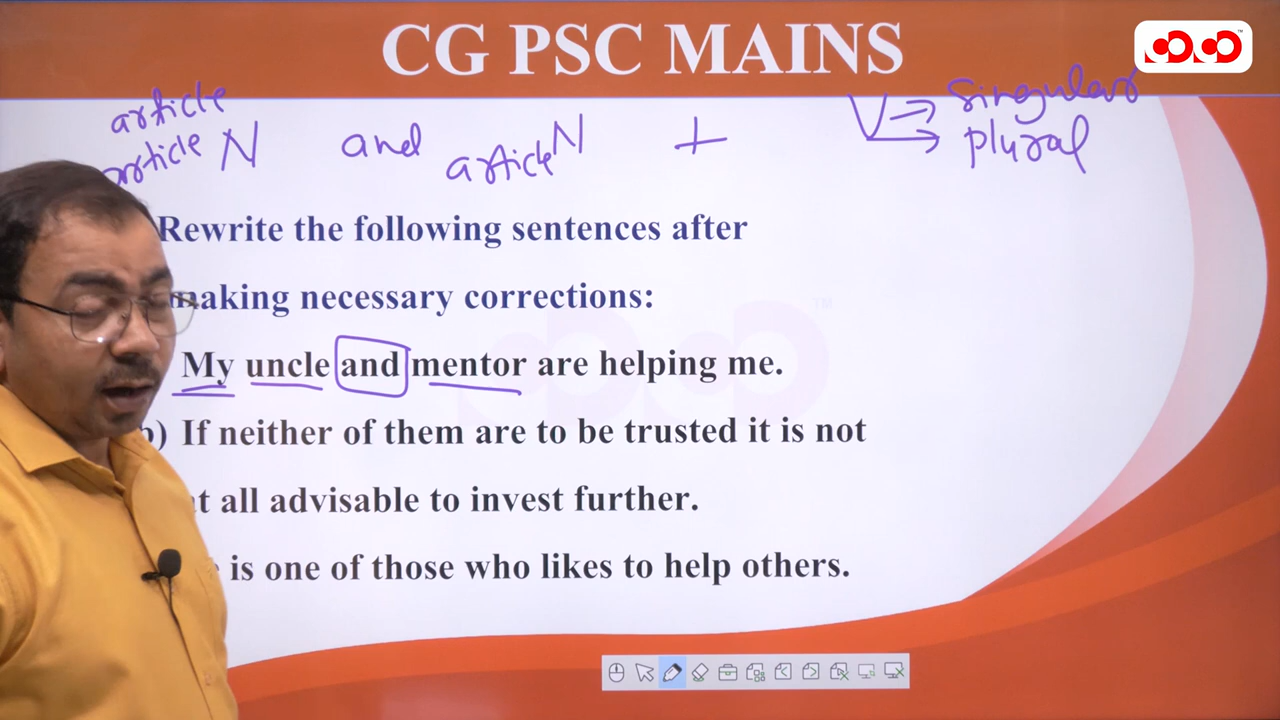 CG PSC MAINS
article
article N and article N + V → singular
→ plural
Rewrite the following sentences after
making necessary corrections:
My uncle and mentor are helping me.
b) If neither of them are to be trusted it is not
at all advisable to invest further.
is one of those who likes to help others.